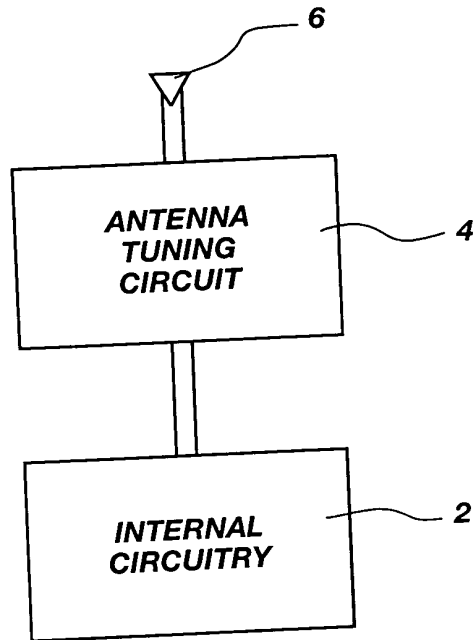 6
ANTENNA
TUNING
CIRCUIT
4
INTERNAL
CIRCUITRY
2